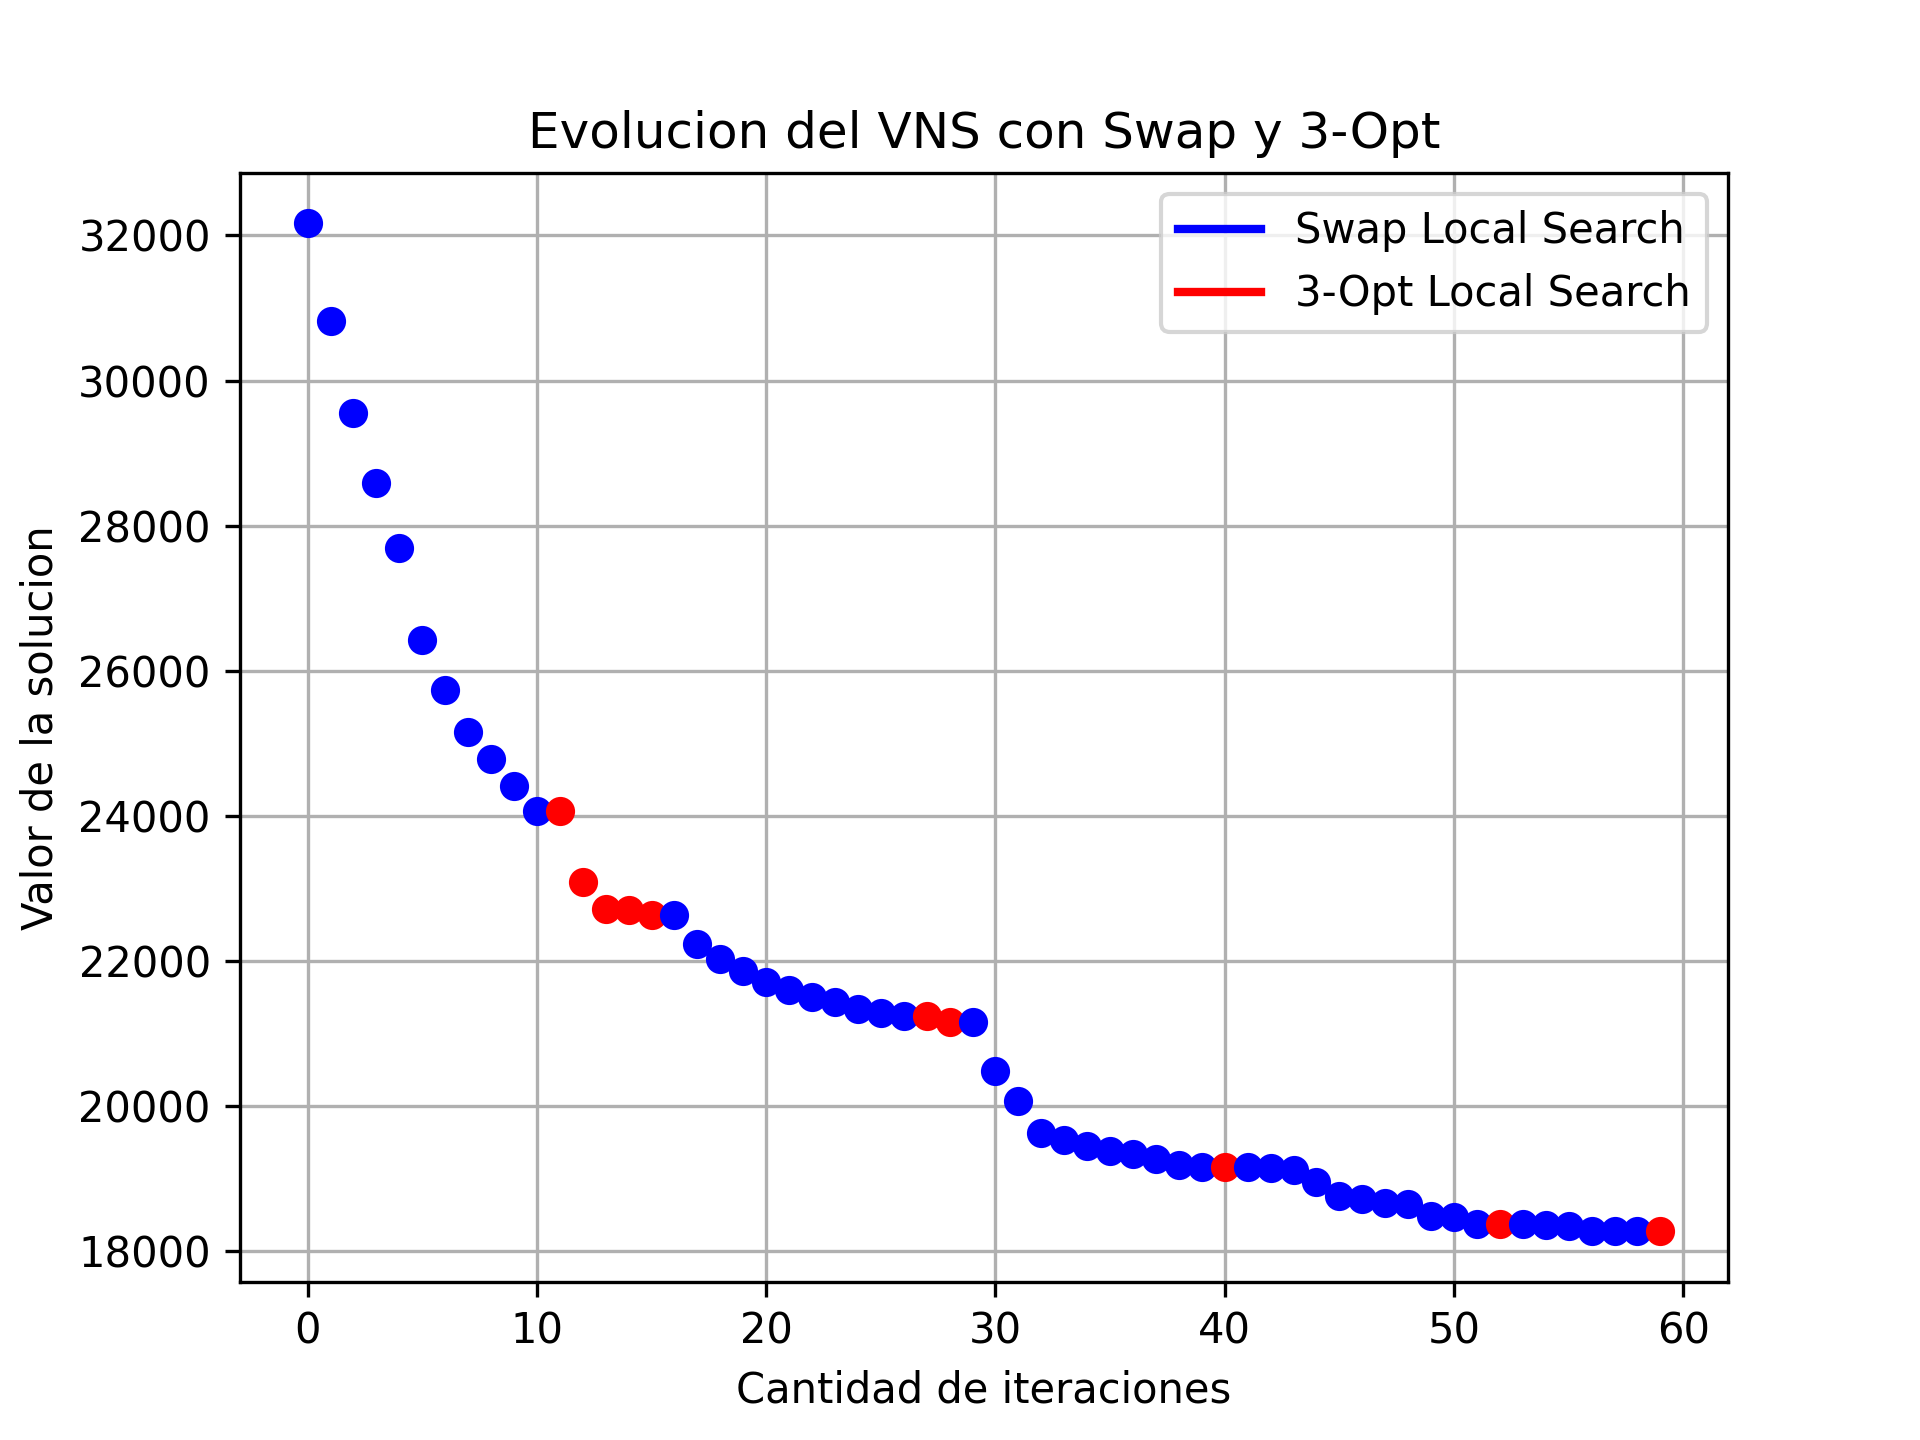 Evolucion del VNS con Swap y 3-Opt
Swap Local Search
3-Opt Local Search
Valor de la solucion
32000
30000
28000
26000
24000
22000
20000
18000
0 10 20 30 40 50 60
Cantidad de iteraciones